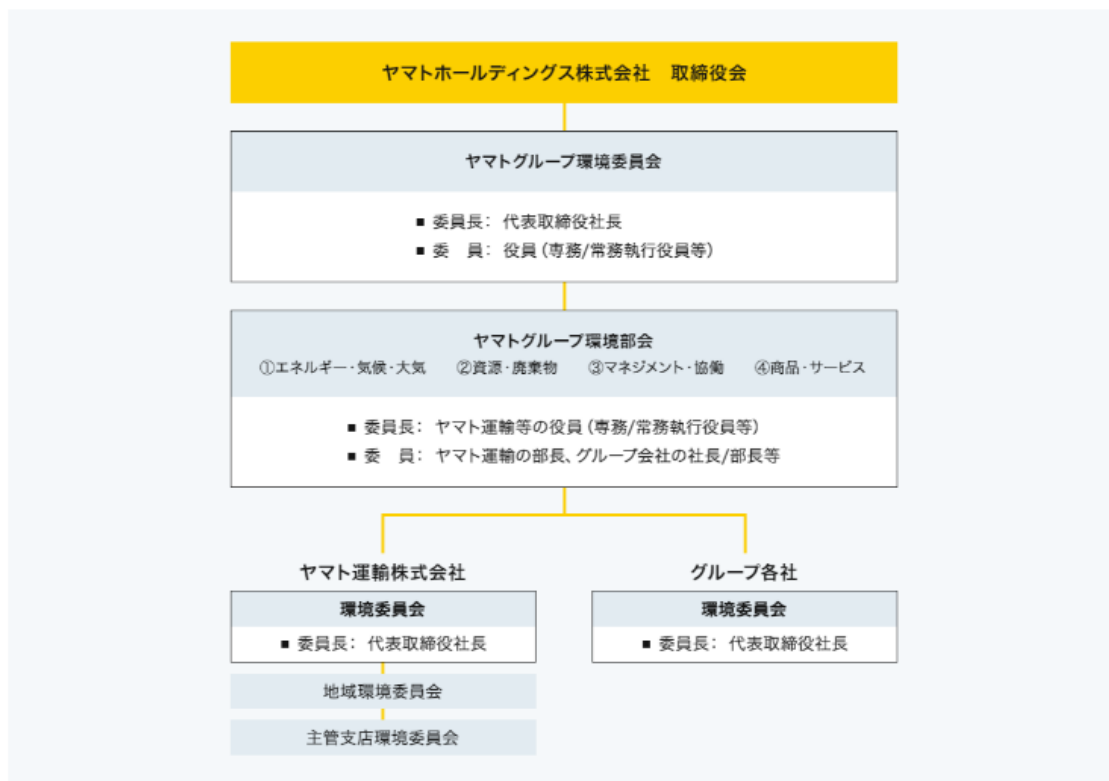 ヤマトホールディングス株式会社　取締役会
ヤマトグループ環境委員会
■ 委員長： 代表取締役社長
■ 委　員： 役員（専務/常務執行役員等）
ヤマトグループ環境部会
①エネルギー・気候・大気　②資源・廃棄物　③マネジメント・協働　④商品・サービス
■ 委員長： ヤマト運輸等の役員（専務/常務執行役員等）
■ 委　員： ヤマト運輸の部長、グループ会社の社長/部長等
ヤマト運輸株式会社
環境委員会
■ 委員長： 代表取締役社長
地域環境委員会
主管支店環境委員会
グループ各社
環境委員会
■ 委員長： 代表取締役社長